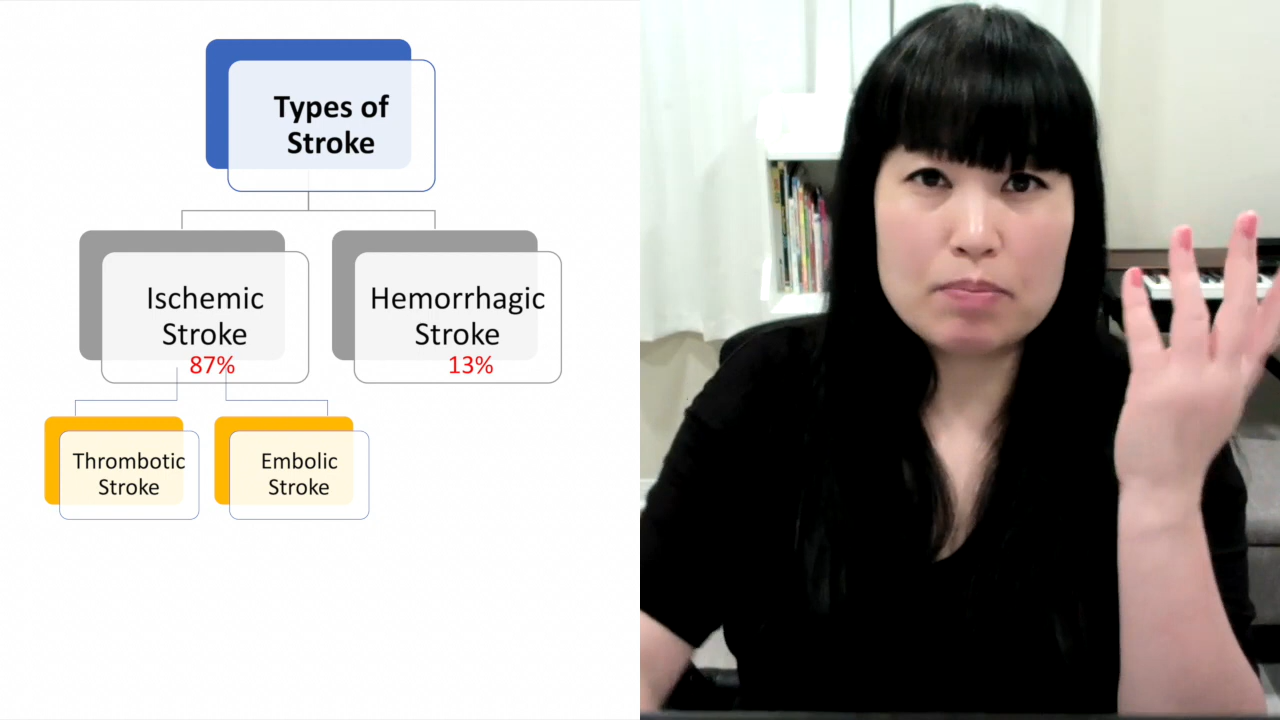 Types of
Stroke
Ischemic
Stroke
87%
Hemorrhagic
Stroke
13%
Thrombotic
Stroke
Embolic
Stroke